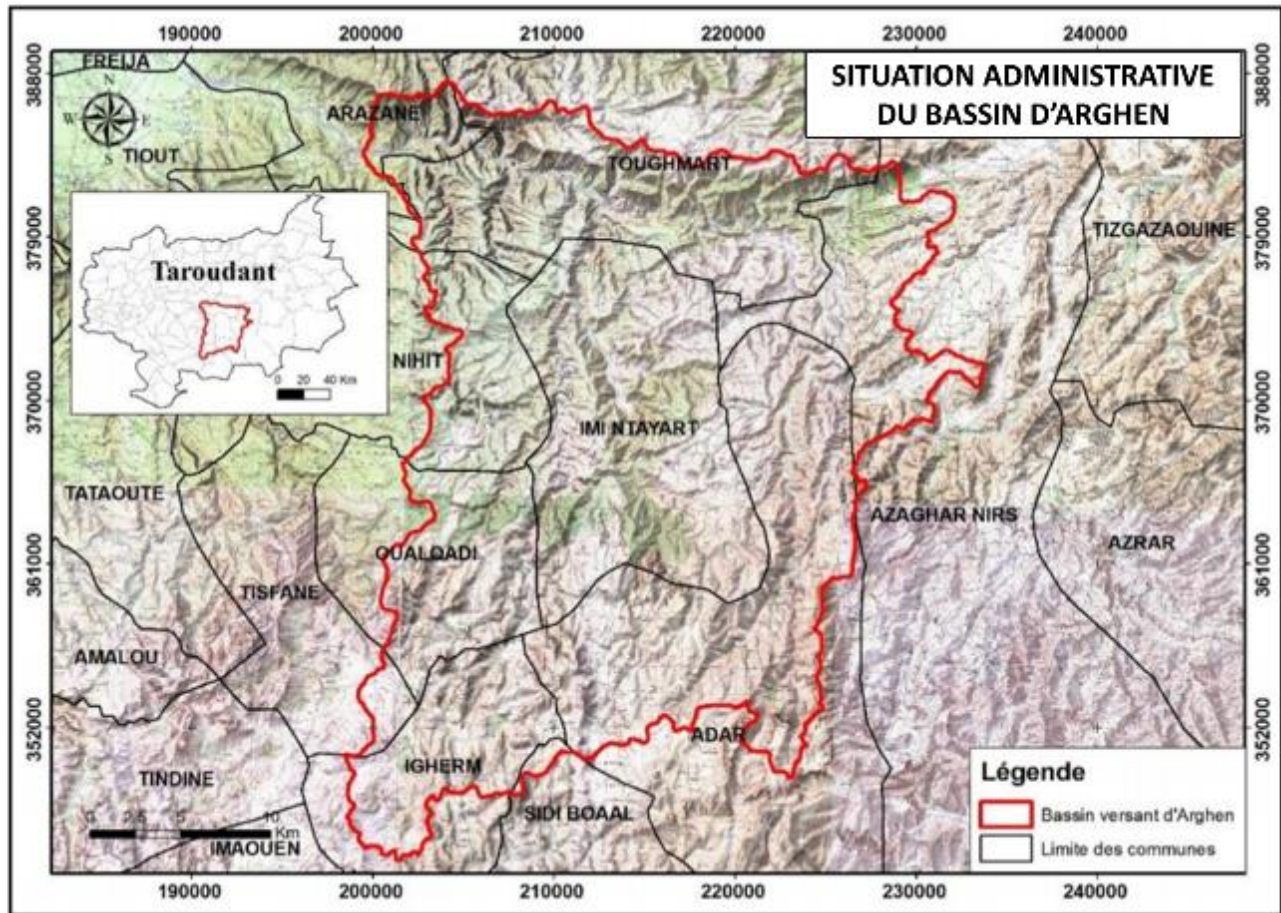 190000 200000 210000 220000 230000 240000
SITUATION ADMINISTRATIVE
DU BASSIN D'ARGHEN
388000
388000
FREIJA
N
W E
S
ARAZANE
TIOUT
TOUGHMART
379000
379000
TIZGAZAOUINE
Taroudant
0 20 40 Km
NIHIT
370000
370000
IMI NTAYART
TATAOUTE
AZAGHAR NIRS
OUALQADI
AZRAR
361000
361000
TISFANE
AMALOU
352000
352000
ADAR
TINDINE
IGHERM
SIDI BOAAL
0 2.5 5 10
Km
IMAOUEN
Légende
Bassin versant d'Arghen
Limite des communes
190000 200000 210000 220000 230000 240000